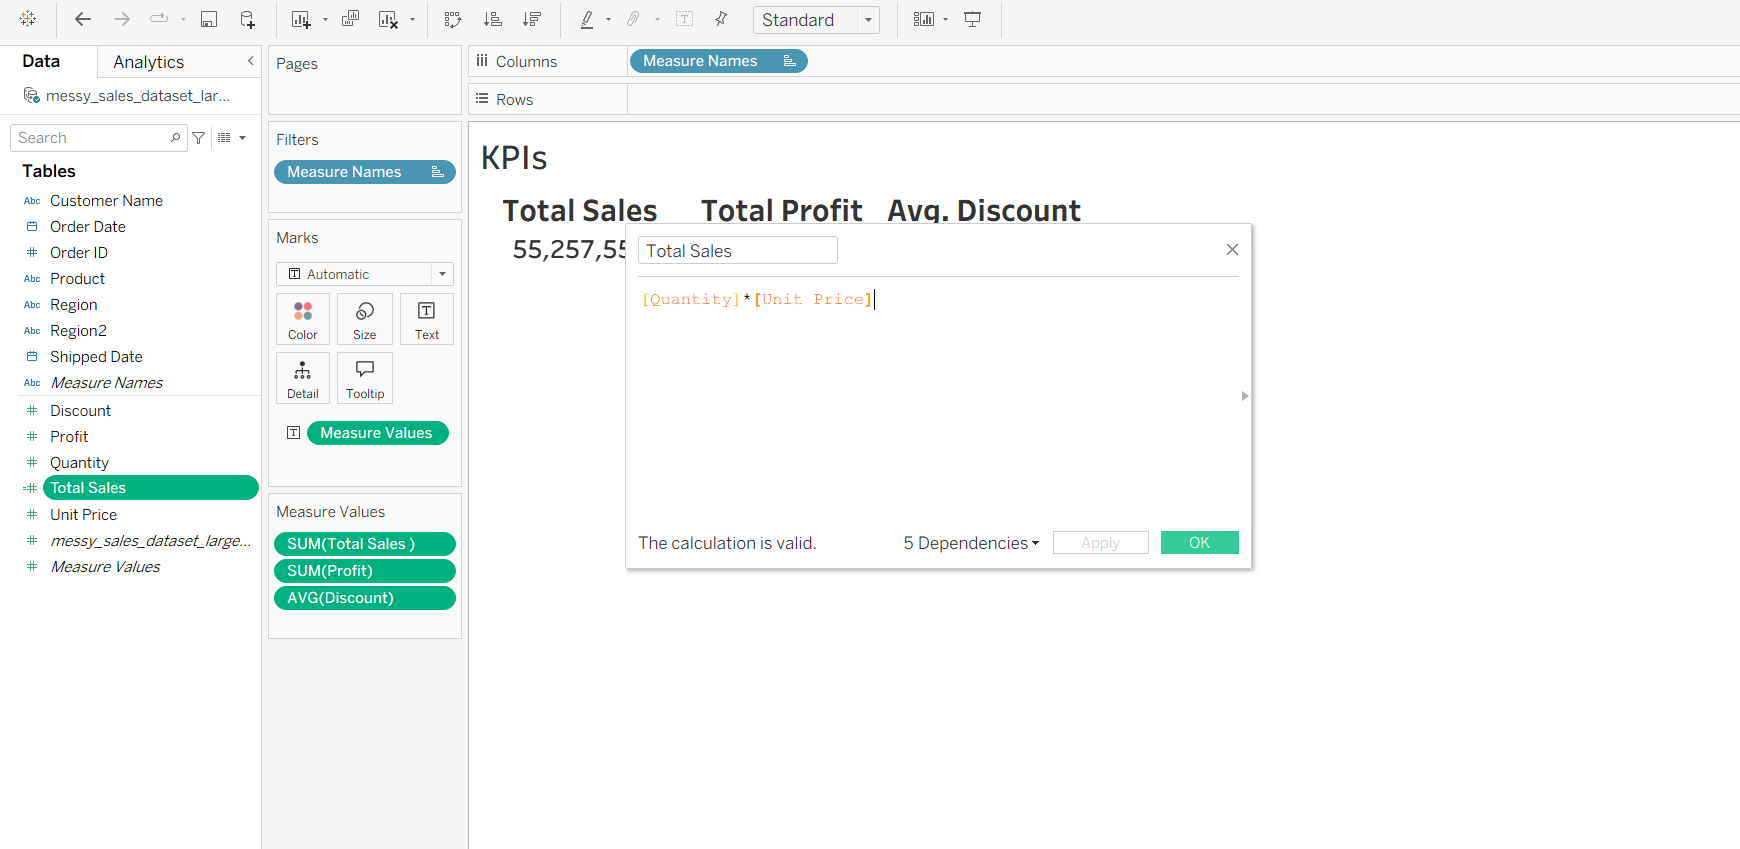 Standard
Data
Analytics
messy_sales_dataset_lar...
Search
Tables
Abc Customer Name
Order Date
Order ID
Abc Product
Abc Region
Abc Region2
Shipped Date
Abc Measure Names
Discount
Profit
Quantity
Total Sales
Unit Price
messy_sales_dataset_large...
Measure Values
Pages
Filters
Measure Names
Marks
Automatic
Color
Size
Text
Detail
Tooltip
Measure Values
Measure Values
SUM(Total Sales )
SUM(Profit)
AVG(Discount)
Columns
Measure Names
Rows
KPIs
Total Sales Total Profit Avg. Discount
55,257,55
Total Sales
[Quantity]*[Unit Price]
The calculation is valid.
5 Dependencies
Apply
OK